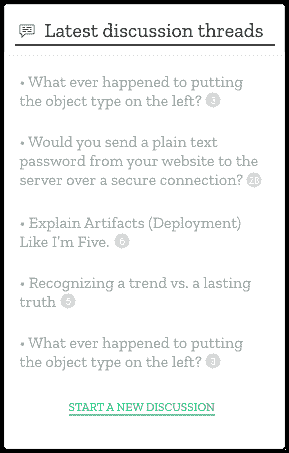 Latest discussion threads
• What ever happened to putting
the object type on the left? 3
• Would you send a plain text
password from your website to the
server over a secure connection? 28
• Explain Artifacts (Deployment)
Like I'm Five. 6
• Recognizing a trend vs. a lasting
truth 5
• What ever happened to putting
the object type on the left? 3
START A NEW DISCUSSION